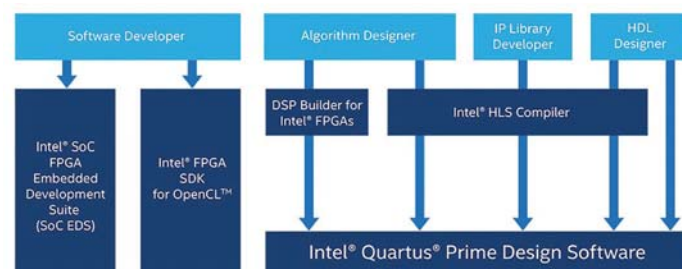 Software Developer
Algorithm Designer
IP Library
Developer
HDL
Designer
Intel® SoC
FPGA
Embedded
Development
Suite
(SoC EDS)
Intel® FPGA
SDK
for OpenCL™
DSP Builder for
Intel® FPGAs
Intel® HLS Compiler
Intel® Quartus® Prime Design Software